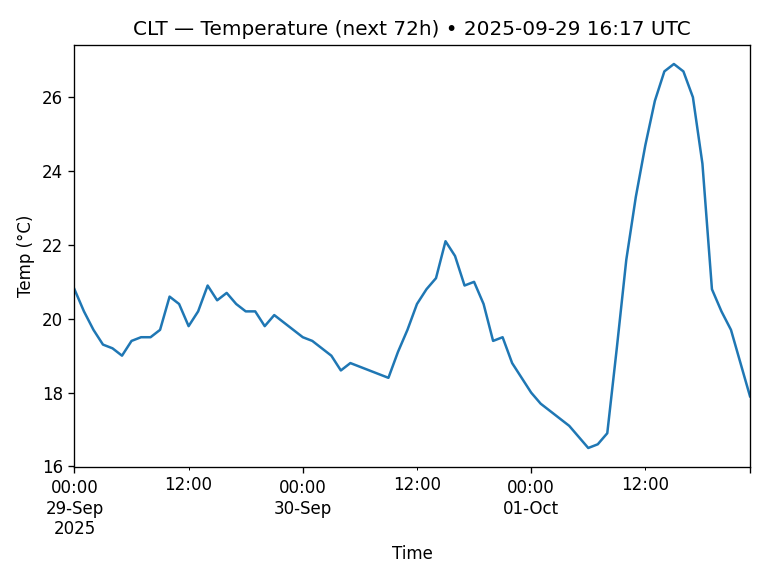 CLT — Temperature (next 72h) • 2025-09-29 16:17 UTC
Temp (°C)
26
24
22
20
18
16
00:00 12:00 00:00 12:00 00:00 12:00
29-Sep 30-Sep 01-Oct
2025
Time